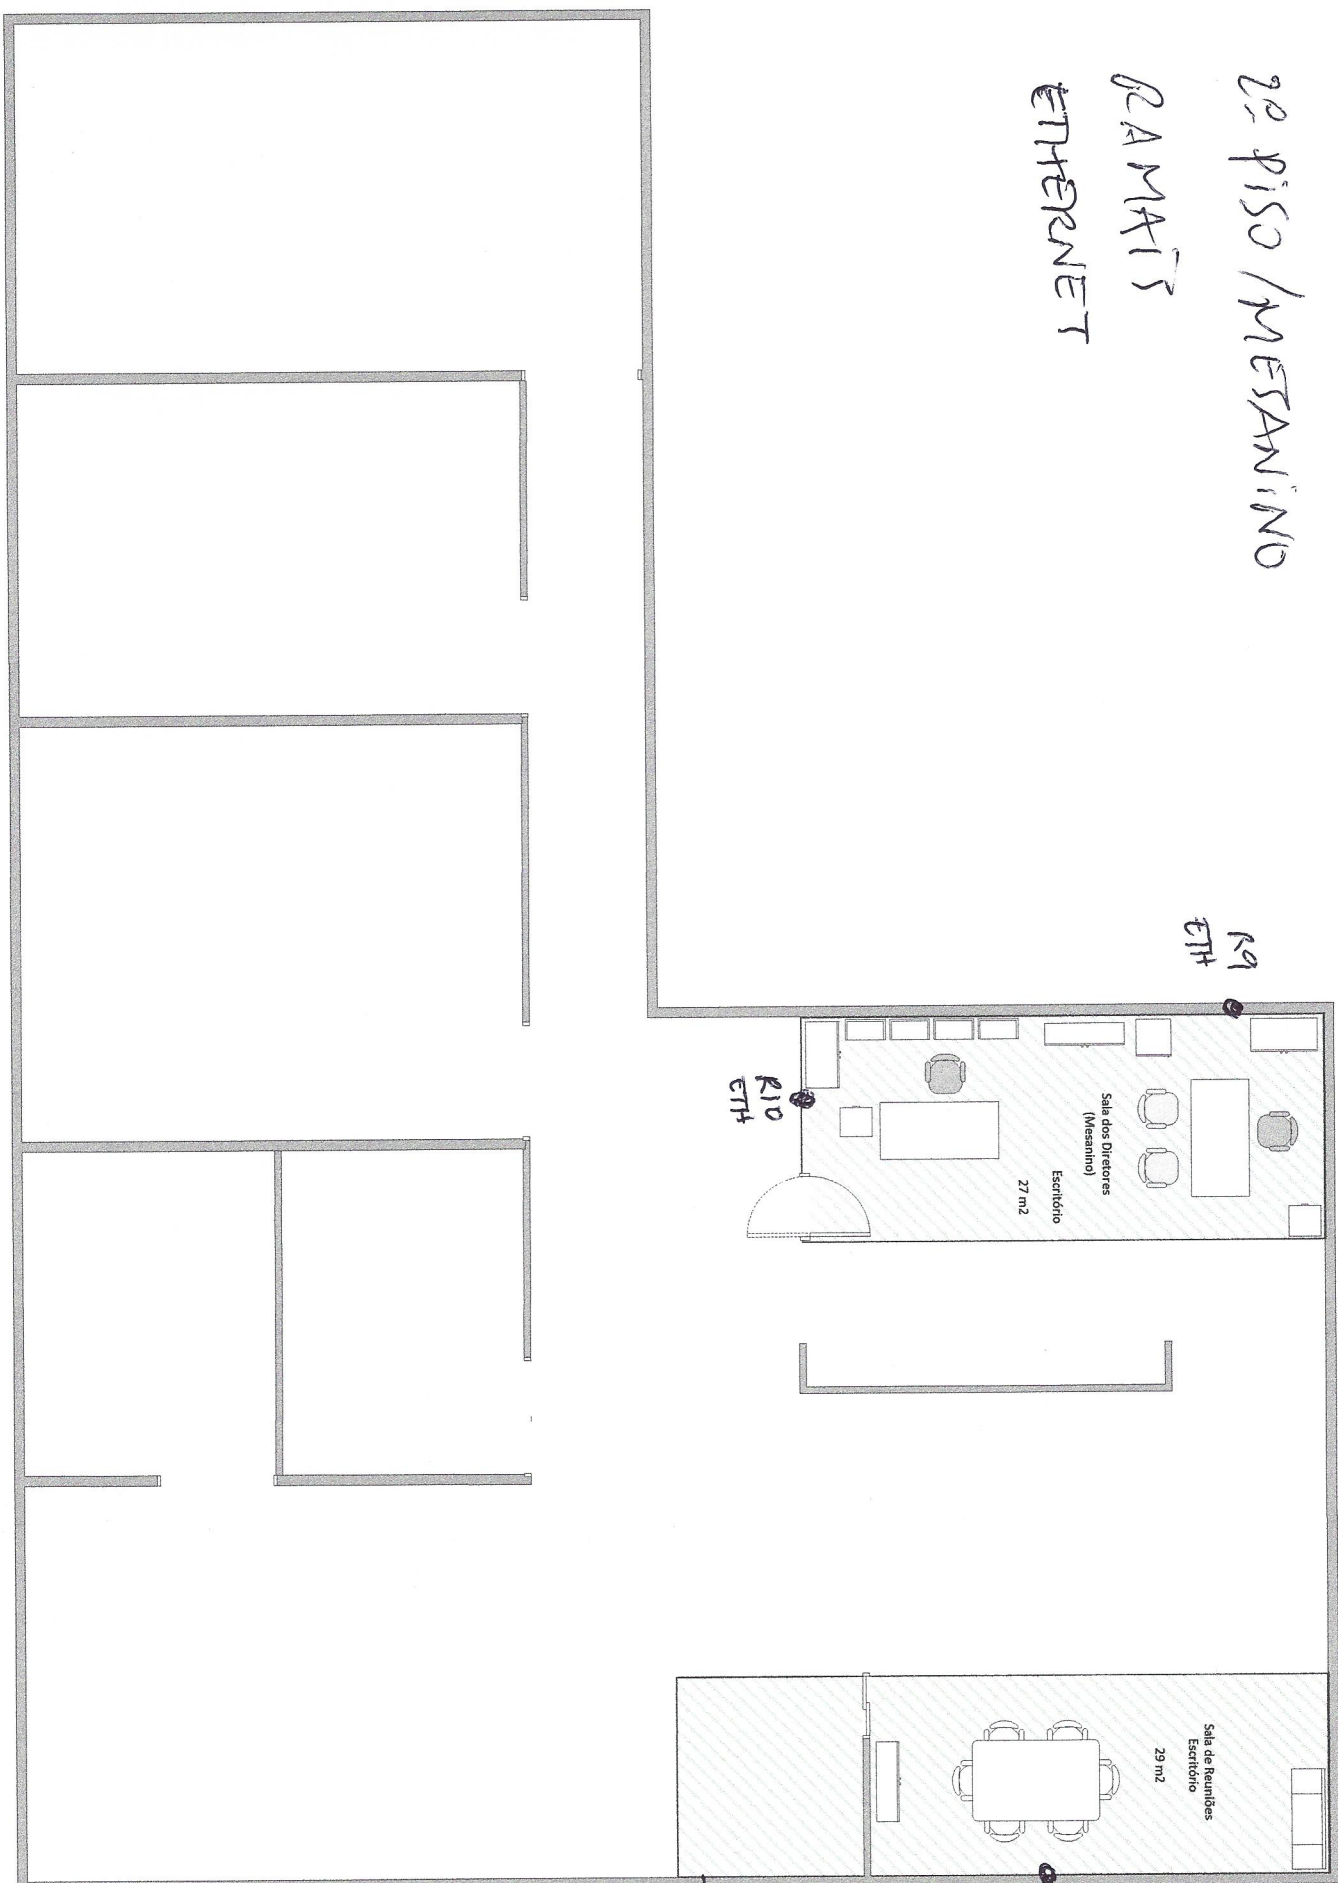 2º PISO / MESANINO
RAMAIS
ETHERNET
R9
ETH
R10
ETH
Sala dos Diretores
(Mesanino)
Escritório
27 m2
Sala de Reuniões
Escritório
29 m2